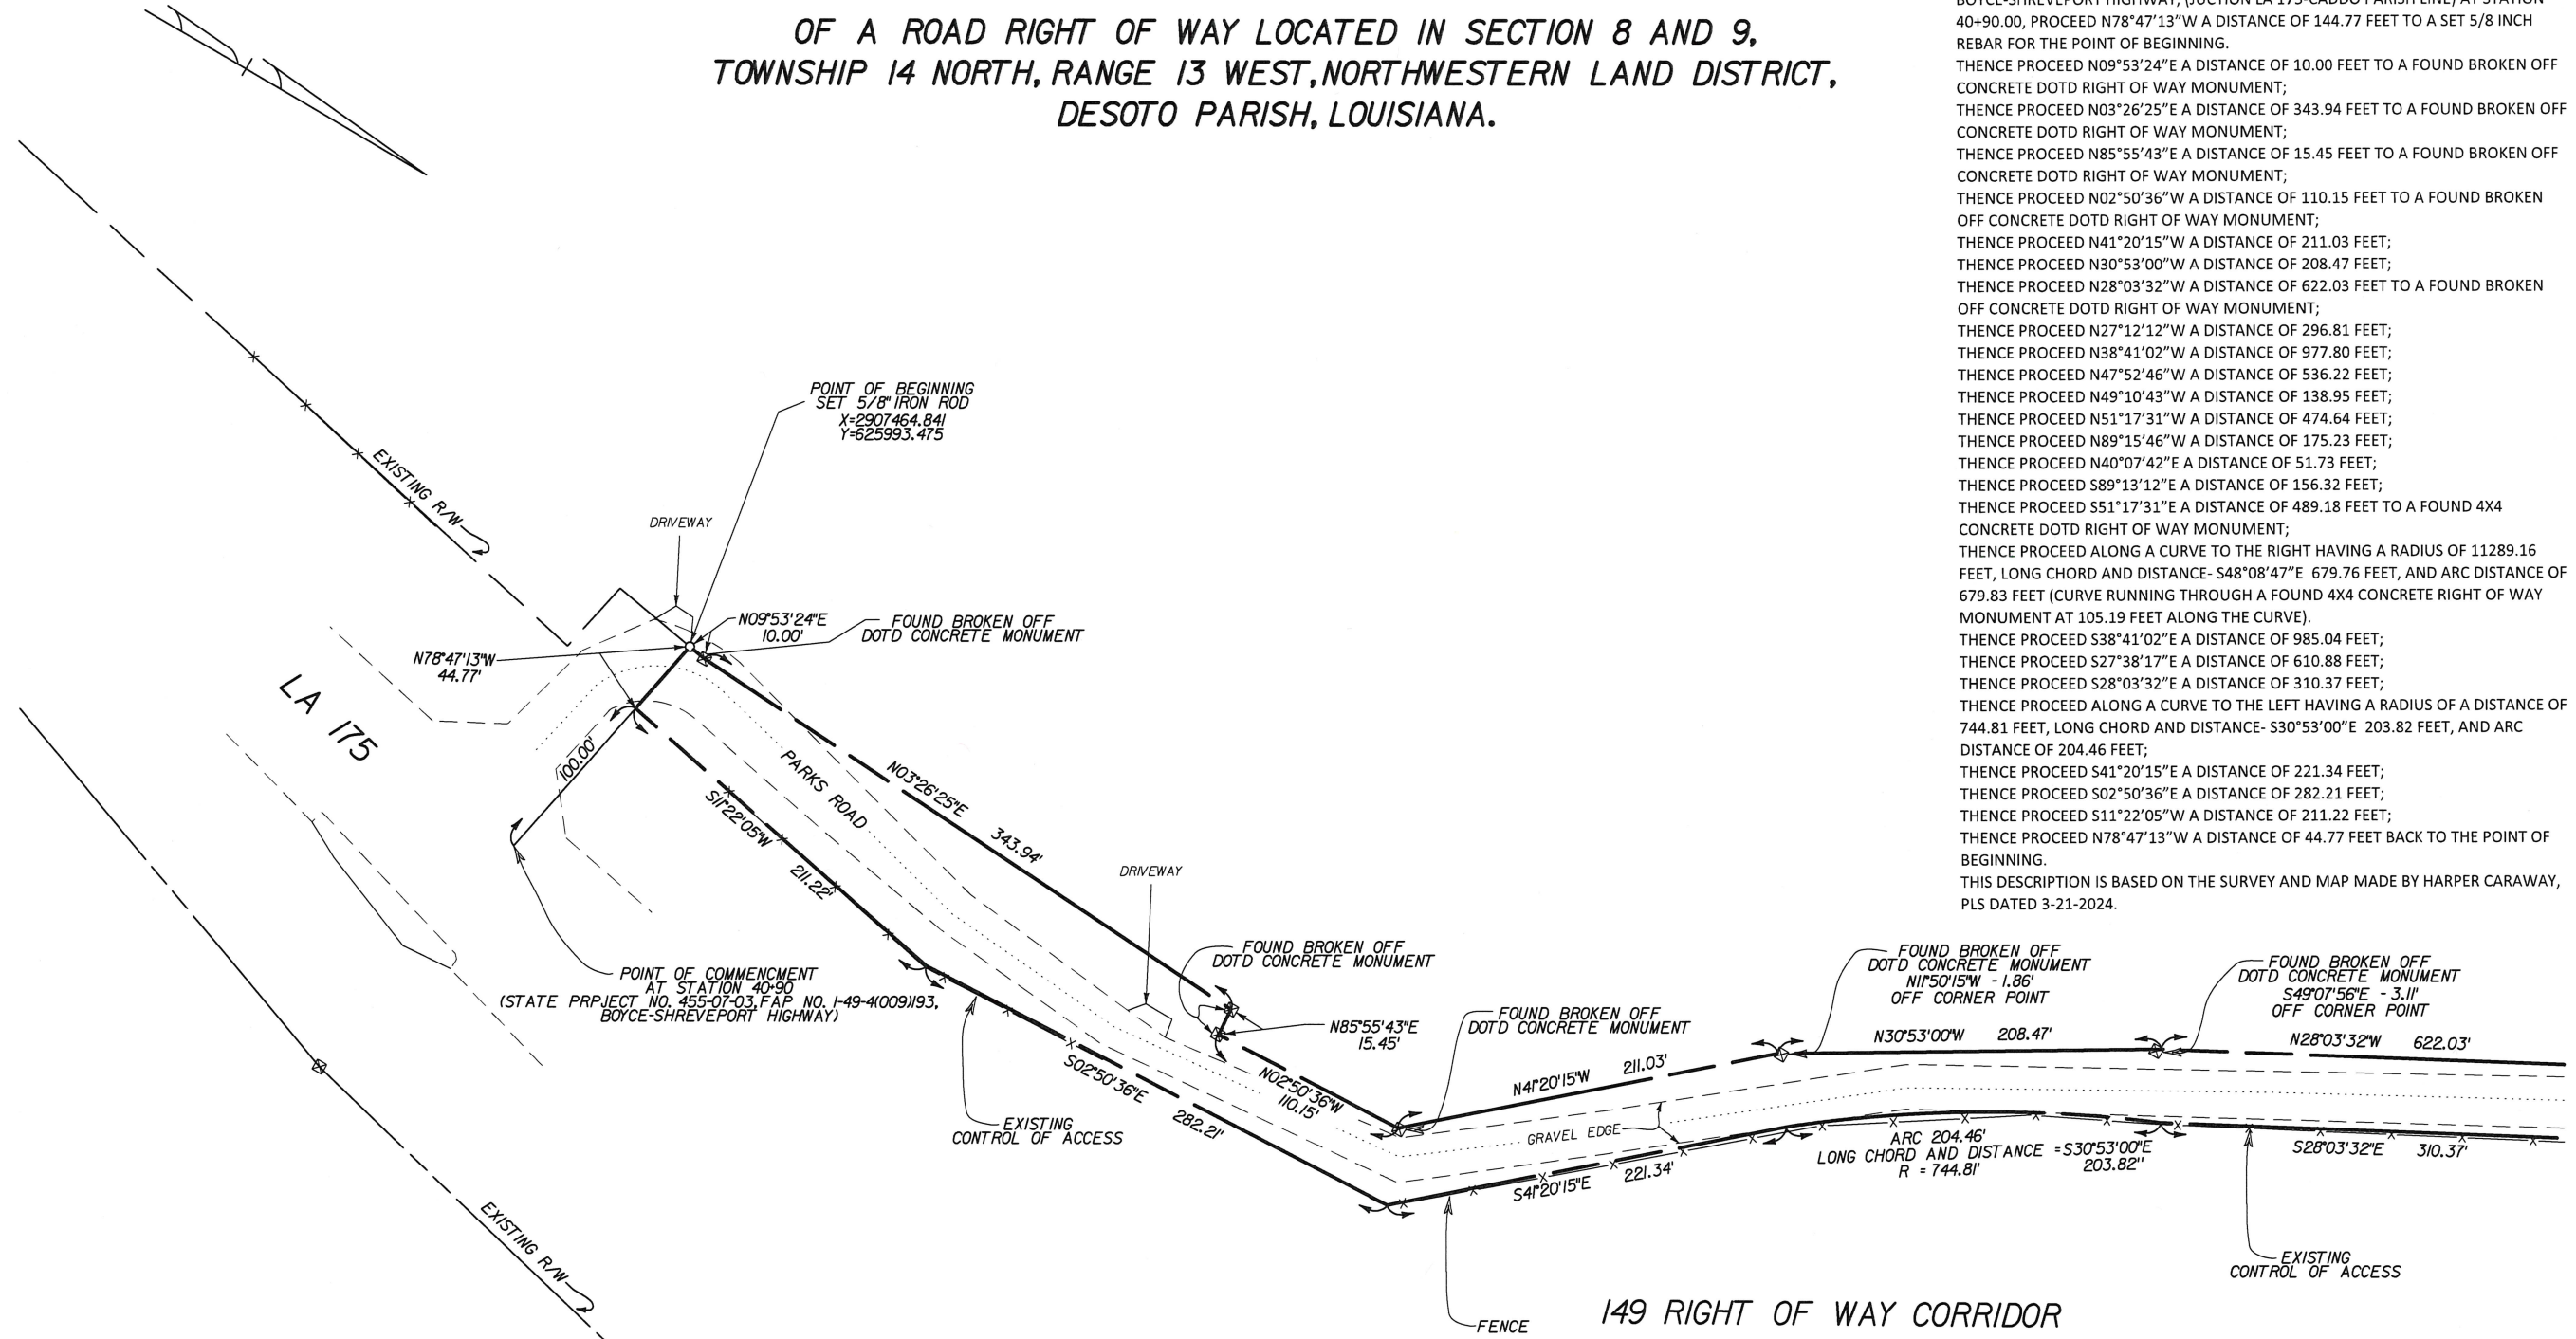 OF A ROAD RIGHT OF WAY LOCATED IN SECTION 8 AND 9,
TOWNSHIP 14 NORTH, RANGE 13 WEST, NORTHWESTERN LAND DISTRICT,
DESOTO PARISH, LOUISIANA.
40+90.00, PROCEED N78°47'13"W A DISTANCE OF 144.77 FEET TO A SET 5/8 INCH
REBAR FOR THE POINT OF BEGINNING.
THENCE PROCEED N09°53'24"E A DISTANCE OF 10.00 FEET TO A FOUND BROKEN OFF
CONCRETE DOTD RIGHT OF WAY MONUMENT;
THENCE PROCEED N03°26'25"E A DISTANCE OF 343.94 FEET TO A FOUND BROKEN OFF
CONCRETE DOTD RIGHT OF WAY MONUMENT;
THENCE PROCEED N85°55'43"E A DISTANCE OF 15.45 FEET TO A FOUND BROKEN OFF
CONCRETE DOTD RIGHT OF WAY MONUMENT;
THENCE PROCEED N02°50'36"W A DISTANCE OF 110.15 FEET TO A FOUND BROKEN
OFF CONCRETE DOTD RIGHT OF WAY MONUMENT;
THENCE PROCEED N41°20'15"W A DISTANCE OF 211.03 FEET;
THENCE PROCEED N30°53'00"W A DISTANCE OF 208.47 FEET;
THENCE PROCEED N28°03'32"W A DISTANCE OF 622.03 FEET TO A FOUND BROKEN
OFF CONCRETE DOTD RIGHT OF WAY MONUMENT;
THENCE PROCEED N27°12'12"W A DISTANCE OF 296.81 FEET;
THENCE PROCEED N38°41'02"W A DISTANCE OF 977.80 FEET;
THENCE PROCEED N47°52'46"W A DISTANCE OF 536.22 FEET;
THENCE PROCEED N49°10'43"W A DISTANCE OF 138.95 FEET;
THENCE PROCEED N51°17'31"W A DISTANCE OF 474.64 FEET;
THENCE PROCEED N89°15'46"W A DISTANCE OF 175.23 FEET;
THENCE PROCEED N40°07'42"E A DISTANCE OF 51.73 FEET;
THENCE PROCEED S89°13'12"E A DISTANCE OF 156.32 FEET;
THENCE PROCEED S51°17'31"E A DISTANCE OF 489.18 FEET TO A FOUND 4X4
CONCRETE DOTD RIGHT OF WAY MONUMENT;
THENCE PROCEED ALONG A CURVE TO THE RIGHT HAVING A RADIUS OF 11289.16
FEET, LONG CHORD AND DISTANCE- S48°08'47"E 679.76 FEET, AND ARC DISTANCE OF
679.83 FEET (CURVE RUNNING THROUGH A FOUND 4X4 CONCRETE RIGHT OF WAY
MONUMENT AT 105.19 FEET ALONG THE CURVE).
THENCE PROCEED S38°41'02"E A DISTANCE OF 985.04 FEET;
THENCE PROCEED S27°38'17"E A DISTANCE OF 610.88 FEET;
THENCE PROCEED S28°03'32"E A DISTANCE OF 310.37 FEET;
THENCE PROCEED ALONG A CURVE TO THE LEFT HAVING A RADIUS OF A DISTANCE OF
744.81 FEET, LONG CHORD AND DISTANCE- S30°53'00"E 203.82 FEET, AND ARC
DISTANCE OF 204.46 FEET;
THENCE PROCEED S41°20'15"E A DISTANCE OF 221.34 FEET;
THENCE PROCEED S02°50'36"E A DISTANCE OF 282.21 FEET;
THENCE PROCEED S11°22'05"W A DISTANCE OF 211.22 FEET;
THENCE PROCEED N78°47'13"W A DISTANCE OF 44.77 FEET BACK TO THE POINT OF
BEGINNING.
THIS DESCRIPTION IS BASED ON THE SURVEY AND MAP MADE BY HARPER CARAWAY,
PLS DATED 3-21-2024.
POINT OF BEGINNING
SET 5/8" IRON ROD
X=2907464.841
Y=625993.475
EXISTING R/W
DRIVEWAY
N09°53'24"E
10.00'
FOUND BROKEN OFF
DOTD CONCRETE MONUMENT
N78°47'13"W
44.77'
LA 175
100.00'
PARKS ROAD
N03°26'25"E 343.94'
S11°22'05"W 211.22'
DRIVEWAY
POINT OF COMMENCMENT
AT STATION 40+90
(STATE PRPJECT NO. 455-07-03, FAP NO. I-49-4(009)193,
BOYCE-SHREVEPORT HIGHWAY)
FOUND BROKEN OFF
DOTD CONCRETE MONUMENT
N85°55'43"E
15.45'
FOUND BROKEN OFF
DOTD CONCRETE MONUMENT
FOUND BROKEN OFF
DOTD CONCRETE MONUMENT
N11°50'15"W - 1.86'
OFF CORNER POINT
FOUND BROKEN OFF
DOTD CONCRETE MONUMENT
S49°07'56"E - 3.11'
OFF CORNER POINT
N30°53'00"W 208.47'
N28°03'32"W 622.03'
S02°50'36"E 282.21'
N02°50'36"W
110.15'
N41°20'15"W 211.03'
EXISTING
CONTROL OF ACCESS
GRAVEL EDGE
ARC 204.46'
LONG CHORD AND DISTANCE =S30°53'00"E
203.82"
R = 744.81'
S28°03'32"E 310.37'
S41°20'15"E 221.34'
EXISTING R/W
EXISTING
CONTROL OF ACCESS
FENCE
149 RIGHT OF WAY CORRIDOR